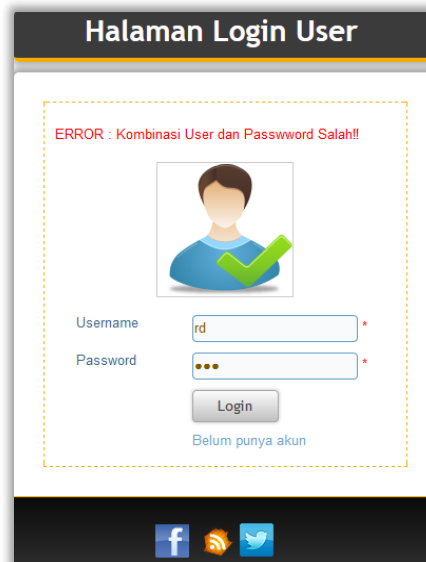 Halaman Login User
ERROR : Kombinasi User dan Passwword Salah!!
Username
rd
*
Password
*
Login
Belum punya akun
f